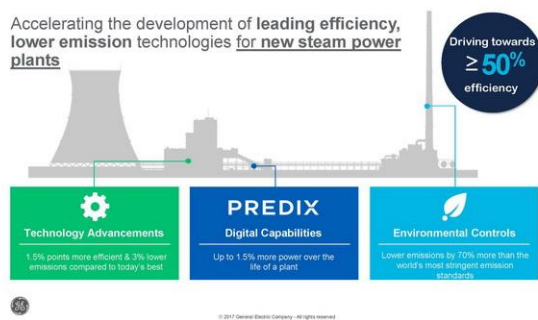 Accelerating the development of leading efficiency,
lower emission technologies for new steam power
plants
Driving towards
≥ 50%
efficiency
Technology Advancements
1.5% points more efficient & 3% lower
emissions compared to today's best
PREDIX
Digital Capabilities
Up to 1.5% more power over the
life of a plant
Environmental Controls
Lower emissions by 70% more than the
world's most stringent emission
standards
© 2017 General Electric Company - All rights reserved